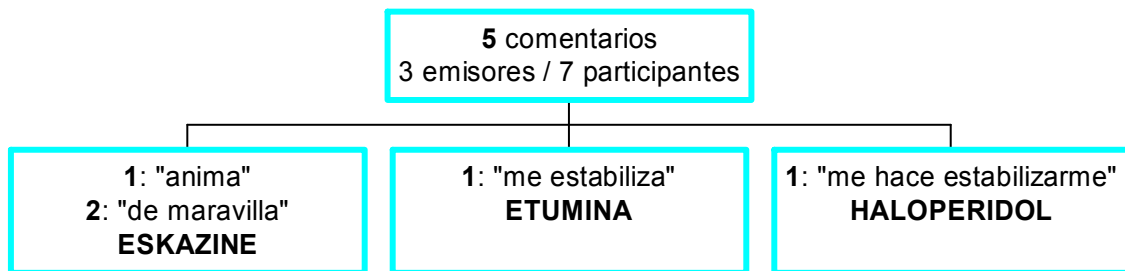 5 comentarios
3 emisores / 7 participantes
1: "anima"
2: "de maravilla"
ESKAZINE
1: "me estabiliza"
ETUMINA
1: "me hace estabilizarme"
HALOPERIDOL